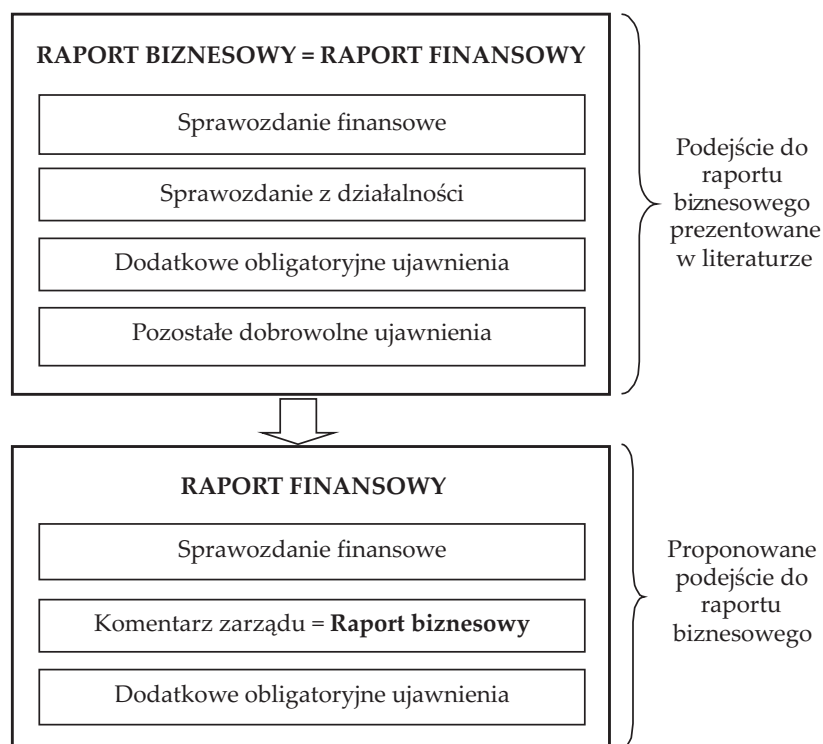 RAPORT BIZNESOWY = RAPORT FINANSOWY
Sprawozdanie finansowe
Sprawozdanie z działalności
Dodatkowe obligatoryjne ujawnienia
Pozostałe dobrowolne ujawnienia
Podejście do
raportu
biznesowego
prezentowane
w literaturze
RAPORT FINANSOWY
Sprawozdanie finansowe
Komentarz zarządu = Raport biznesowy
Dodatkowe obligatoryjne ujawnienia
Proponowane
podejście do
raportu
biznesowego